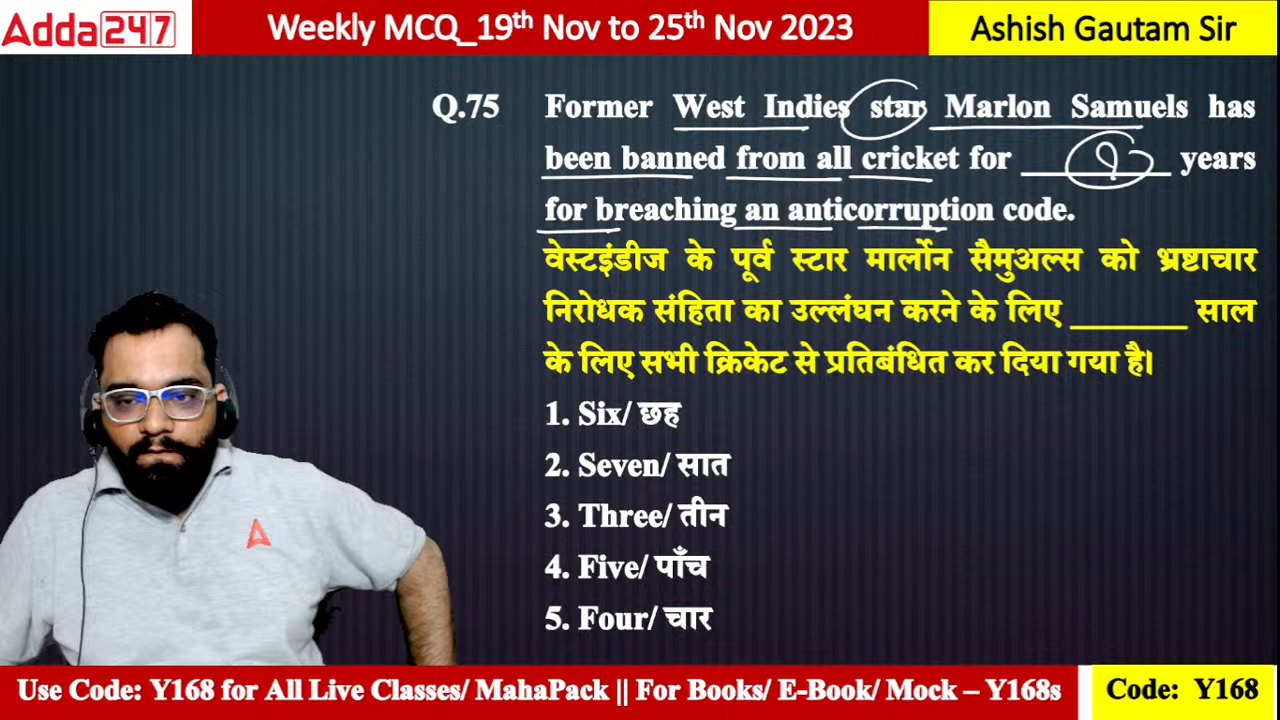 Adda247
Weekly MCQ_19th Nov to 25th Nov 2023
Ashish Gautam Sir
Q.75 Former West Indies star Marlon Samuels has
been banned from all cricket for ________ years
for breaching an anticorruption code.
वेस्टइंडीज के पूर्व स्टार मार्लोन सैमुअल्स को भ्रष्टाचार
निरोधक संहिता का उल्लंघन करने के लिए _______ साल
के लिए सभी क्रिकेट से प्रतिबंधित कर दिया गया है।
1. Six/ छह
2. Seven/ सात
3. Three/ तीन
4. Five/ पाँच
5. Four/ चार
Use Code: Y168 for All Live Classes/ MahaPack || For Books/ E-Book/ Mock – Y168s
Code: Y168